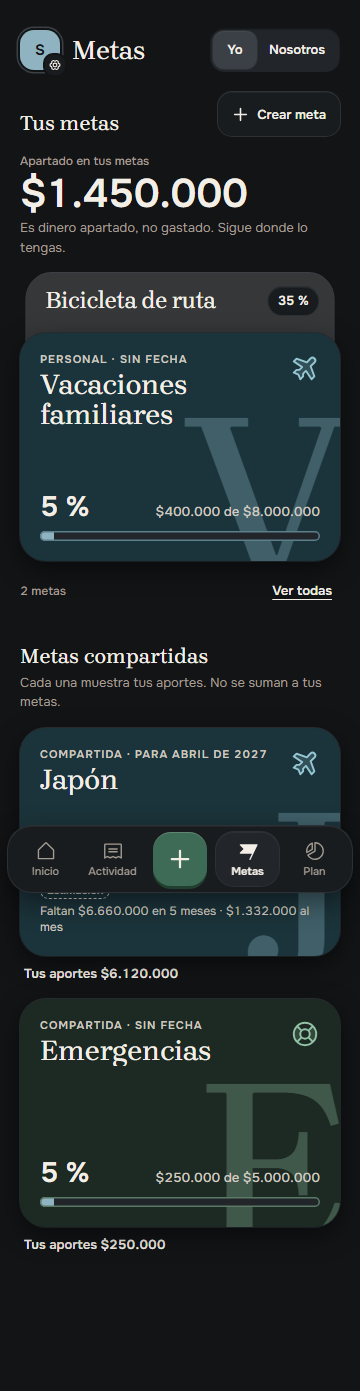 S
Metas
Yo
Nosotros
Tus metas
Crear meta
Apartado en tus metas
$1.450.000
Es dinero apartado, no gastado. Sigue donde lo
tengas.
Bicicleta de ruta
35 %
PERSONAL · SIN FECHA
Vacaciones
familiares
V
5 %
$400.000 de $8.000.000
2 metas
Ver todas
Metas compartidas
Cada una muestra tus aportes. No se suman a tus
metas.
COMPARTIDA · PARA ABRIL DE 2027
Japón
J
Inicio
Actividad
Metas
Plan
Faltan $6.660.000 en 5 meses · $1.332.000 al
mes
Tus aportes $6.120.000
COMPARTIDA · SIN FECHA
Emergencias
E
5 %
$250.000 de $5.000.000
Tus aportes $250.000